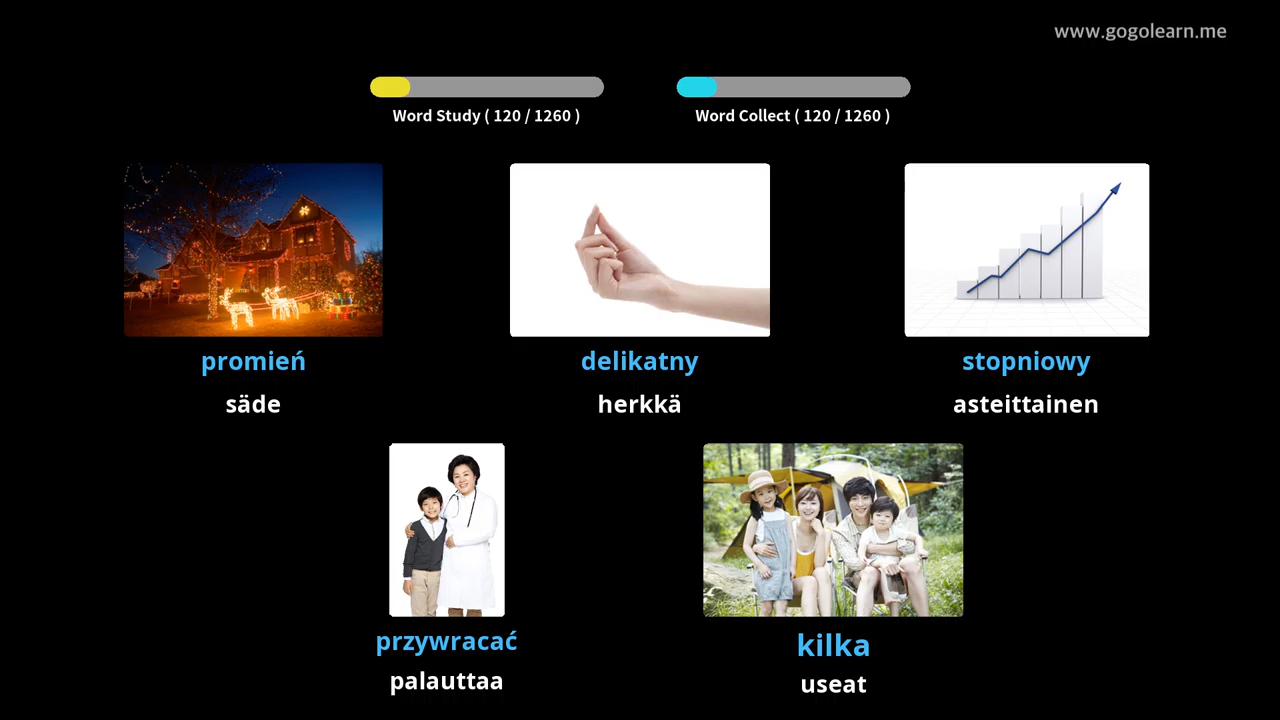 www.gogolearn.me
Word Study ( 120 / 1260 )
Word Collect ( 120 / 1260 )
promień
delikatny
stopniowy
säde
herkkä
asteittainen
przywracać
kilka
palauttaa
useat